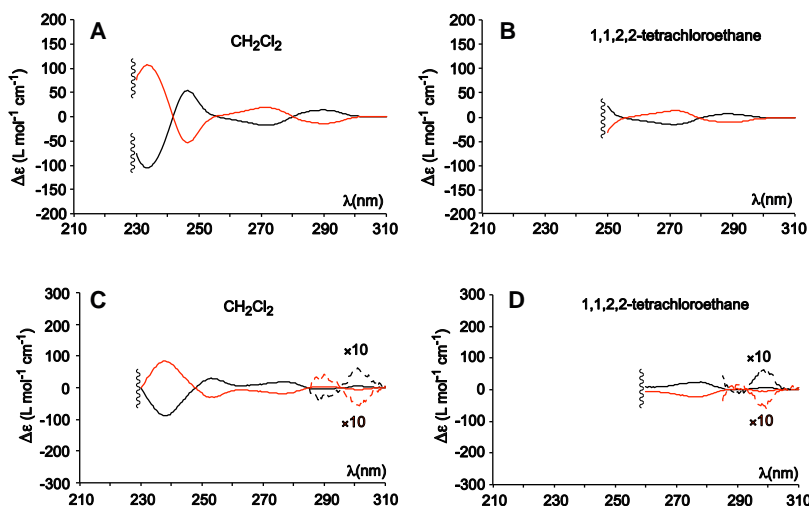 A
CH₂Cl₂
Δε (L mol⁻¹ cm⁻¹)
200
150
100
50
0
-50
-100
-150
-200
λ(nm)
210 230 250 270 290 310
B
1,1,2,2-tetrachloroethane
Δε (L mol⁻¹ cm⁻¹)
200
150
100
50
0
-50
-100
-150
-200
λ(nm)
210 230 250 270 290 310
C
CH₂Cl₂
Δε (L mol⁻¹ cm⁻¹)
300
200
100
0
-100
-200
-300
×10
×10
λ(nm)
210 230 250 270 290 310
D
1,1,2,2-tetrachloroethane
Δε (L mol⁻¹ cm⁻¹)
300
200
100
0
-100
-200
-300
×10
×10
λ(nm)
210 230 250 270 290 310